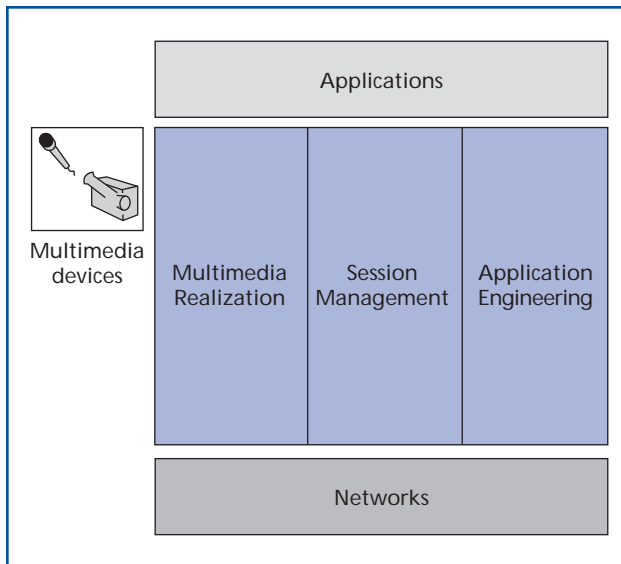 Applications
Multimedia
devices
Multimedia
Realization
Session
Management
Application
Engineering
Networks